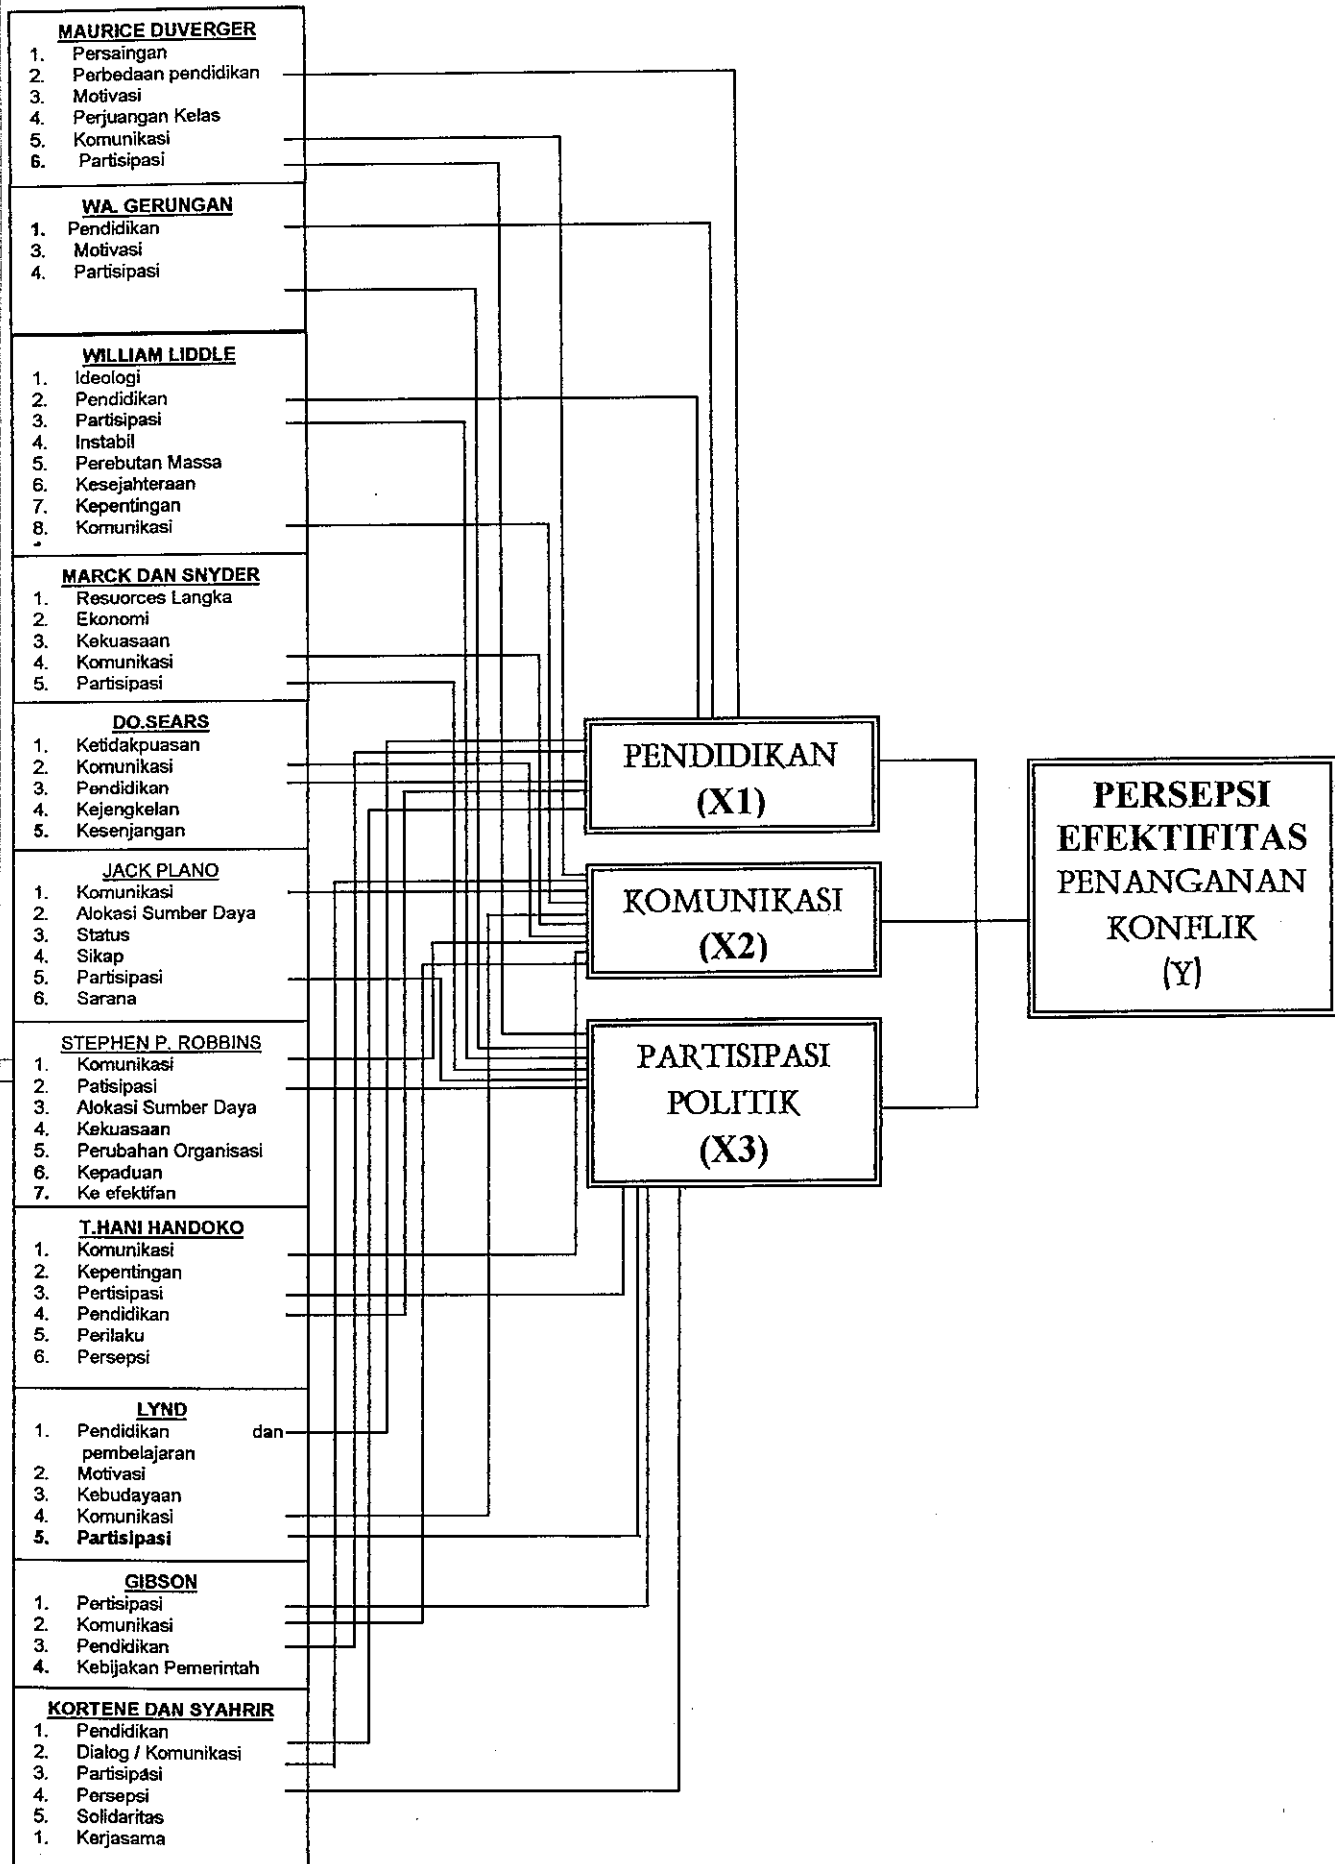 MAURICE DUVERGER
1. Persaingan
2. Perbedaan pendidikan
3. Motivasi
4. Perjuangan Kelas
5. Komunikasi
6. Partisipasi
WA. GERUNGAN
1. Pendidikan
3. Motivasi
4. Partisipasi
WILLIAM LIDDLE
1. Ideologi
2. Pendidikan
3. Partisipasi
4. Instabil
5. Perebutan Massa
6. Kesejahteraan
7. Kepentingan
8. Komunikasi
MARCK DAN SNYDER
1. Resuorces Langka
2. Ekonomi
3. Kekuasaan
4. Komunikasi
5. Partisipasi
DO.SEARS
1. Ketidakpuasan
2. Komunikasi
3. Pendidikan
4. Kejengkelan
5. Kesenjangan
JACK PLANO
1. Komunikasi
2. Alokasi Sumber Daya
3. Status
4. Sikap
5. Partisipasi
6. Sarana
STEPHEN P. ROBBINS
1. Komunikasi
2. Patisipasi
3. Alokasi Sumber Daya
4. Kekuasaan
5. Perubahan Organisasi
6. Kepaduan
7. Ke efektifan
T.HANI HANDOKO
1. Komunikasi
2. Kepentingan
3. Pertisipasi
4. Pendidikan
5. Perilaku
6. Persepsi
LYND
1. Pendidikan dan
pembelajaran
2. Motivasi
3. Kebudayaan
4. Komunikasi
5. Partisipasi
GIBSON
1. Pertisipasi
2. Komunikasi
3. Pendidikan
4. Kebijakan Pemerintah
KORTENE DAN SYAHRIR
1. Pendidikan
2. Dialog / Komunikasi
3. Partisipasi
4. Persepsi
5. Solidaritas
1. Kerjasama
PENDIDIKAN
(X1)
KOMUNIKASI
(X2)
PARTISIPASI
POLITIK
(X3)
PERSEPSI
EFEKTIFITAS
PENANGANAN
KONFLIK
(Y)